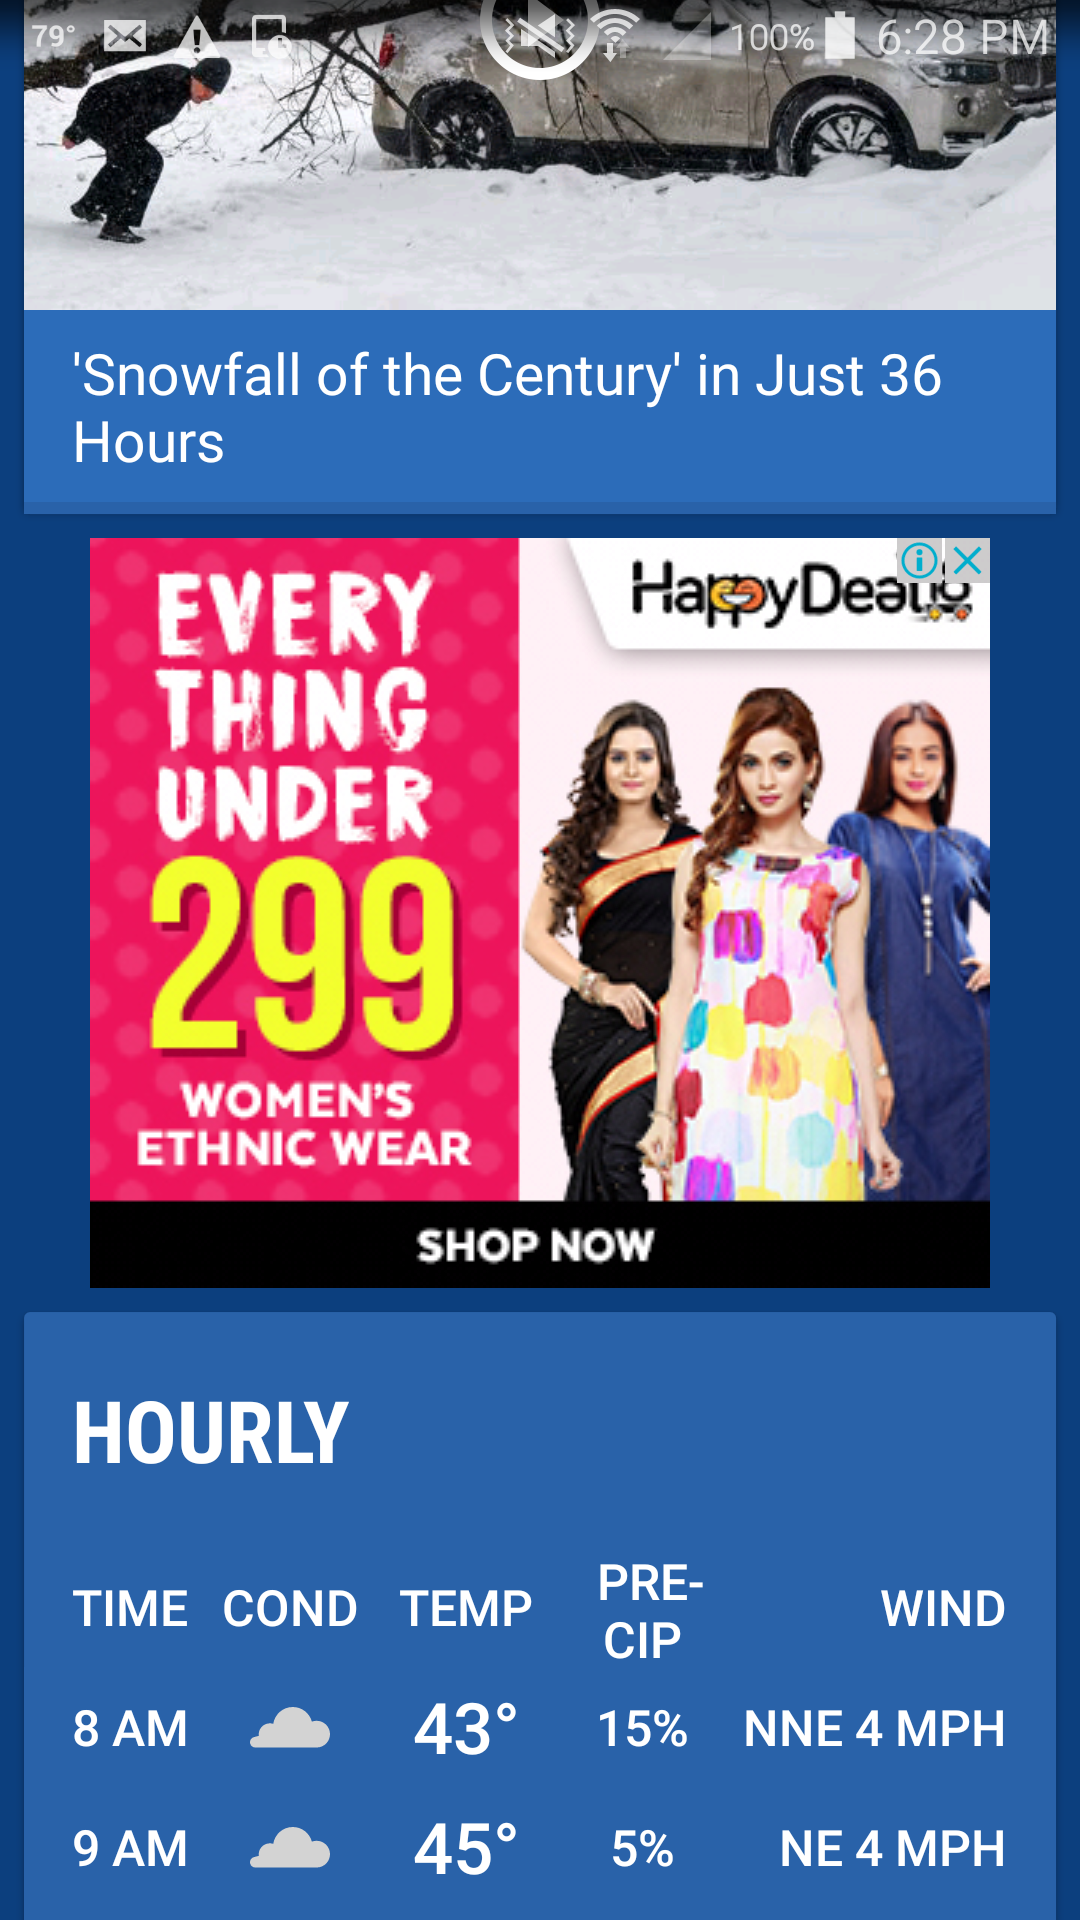 79° 100% 6:28 PM
'Snowfall of the Century' in Just 36
Hours
EVERY
THING
UNDER
299
WOMEN'S
ETHNIC WEAR
SHOP NOW
HOURLY
TIME COND TEMP PRE-
CIP WIND
8 AM 43° 15% NNE 4 MPH
9 AM 45° 5% NE 4 MPH